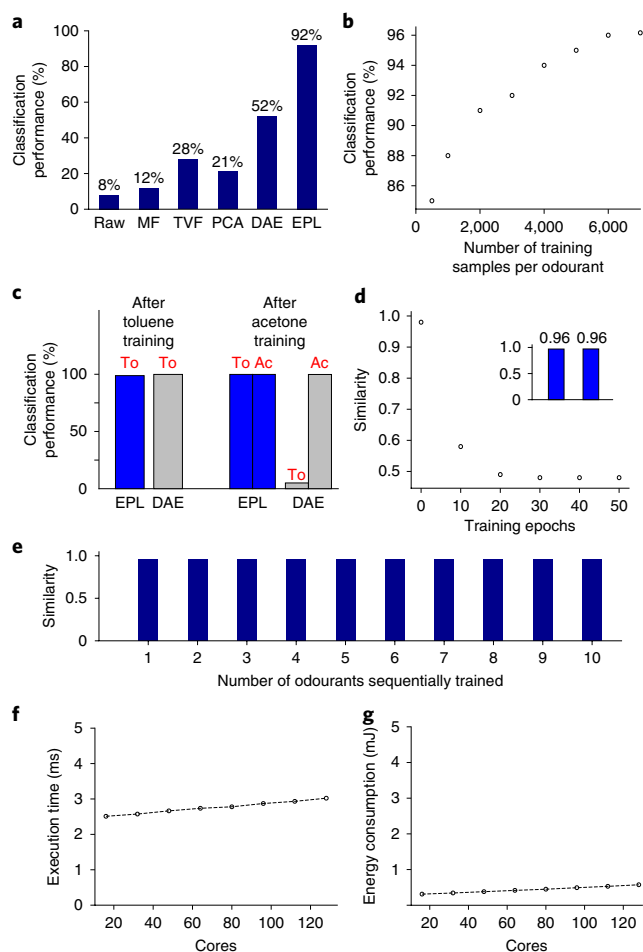 a
Classification
performance (%)
100
80
60
40
20
0
8%
12%
28%
21%
52%
92%
Raw MF TVF PCA DAE EPL
b
Classification
performance (%)
96
94
92
90
88
86
2,000 4,000 6,000
Number of training
samples per odourant
c
After
toluene
training
After
acetone
training
Classification
performance (%)
100
50
0
To To
To Ac
To
Ac
EPL DAE
EPL DAE
d
Similarity
1.0
0.9
0.8
0.7
0.6
0.5
0 10 20 30 40 50
Training epochs
0.96 0.96
1.0
0.5
0
e
Similarity
1.0
0.5
0
1 2 3 4 5 6 7 8 9 10
Number of odourants sequentially trained
f
Execution time (ms)
5
4
3
2
1
0
20 40 60 80 100 120
Cores
g
Energy consumption (mJ)
5
4
3
2
1
0
20 40 60 80 100 120
Cores